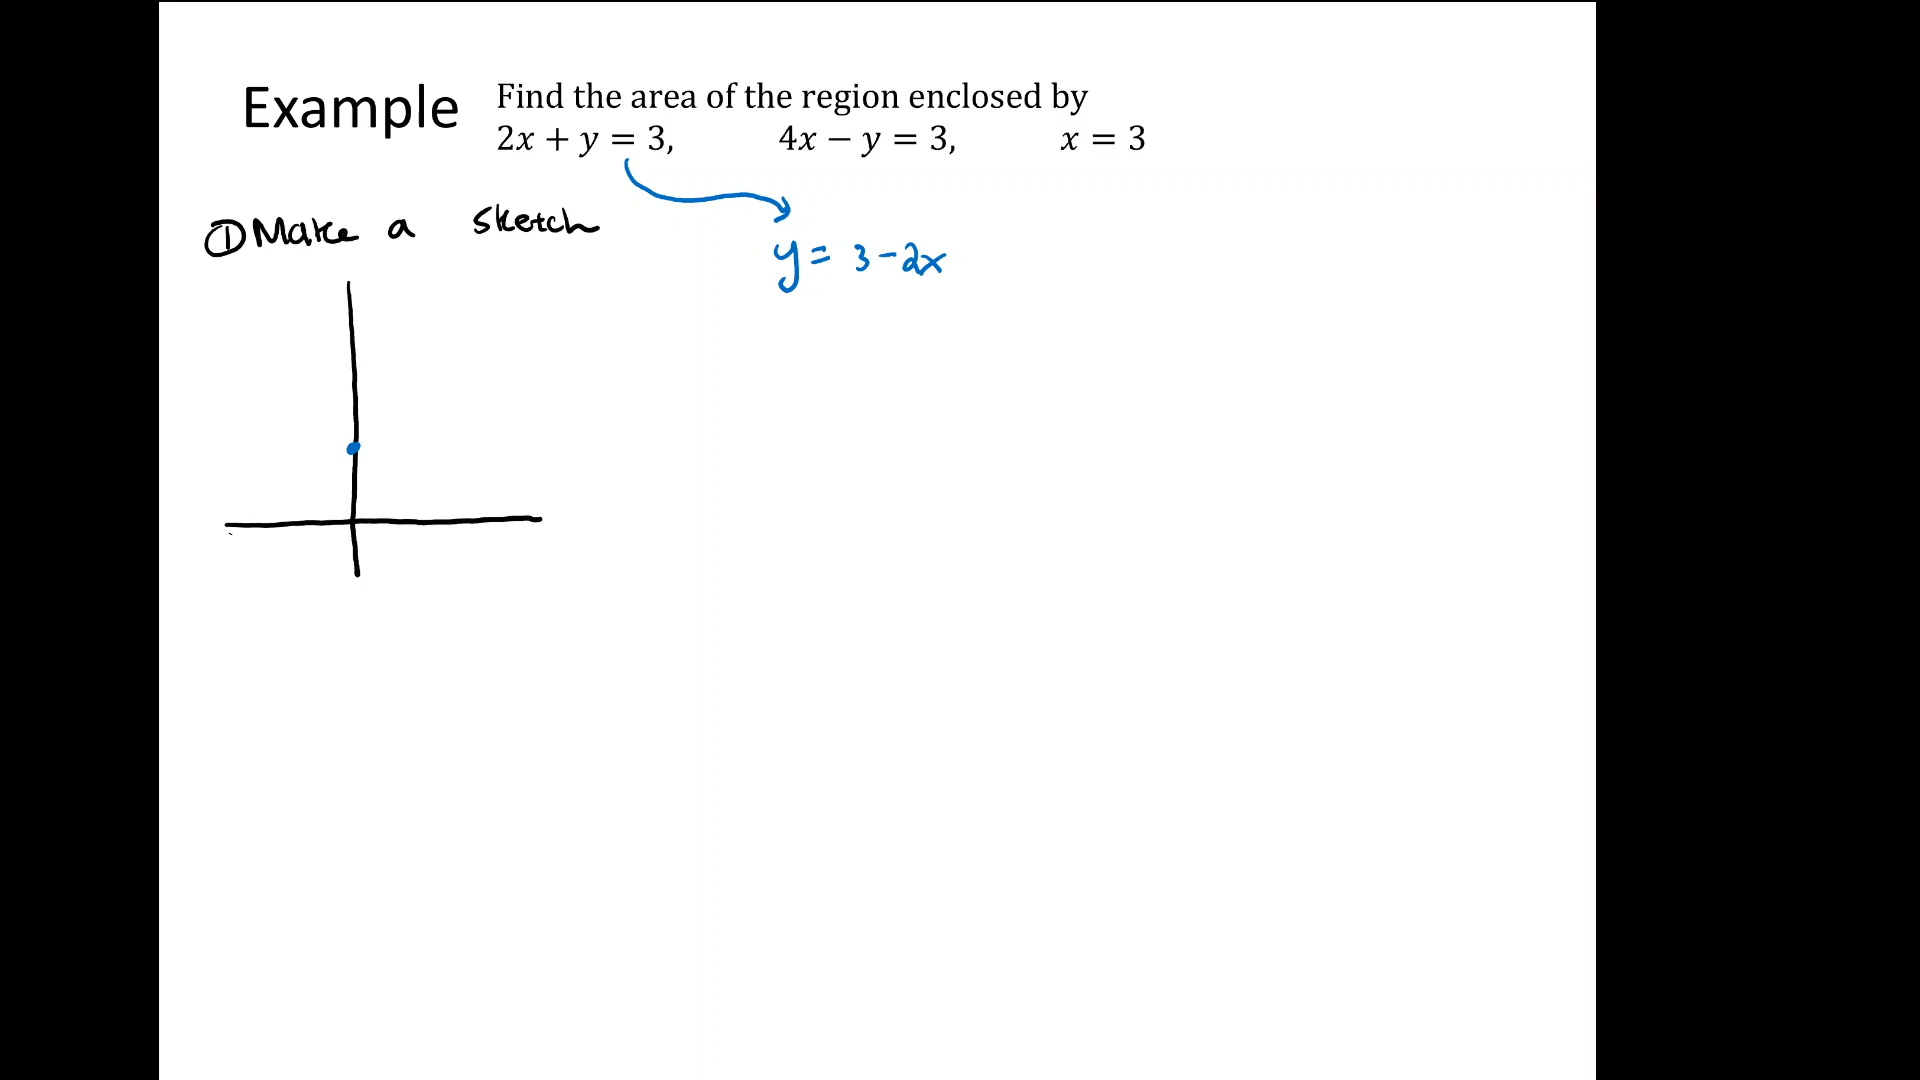 Example
Find the area of the region enclosed by
2x + y = 3, 4x − y = 3, x = 3
① Make a sketch
y = 3 - 2x